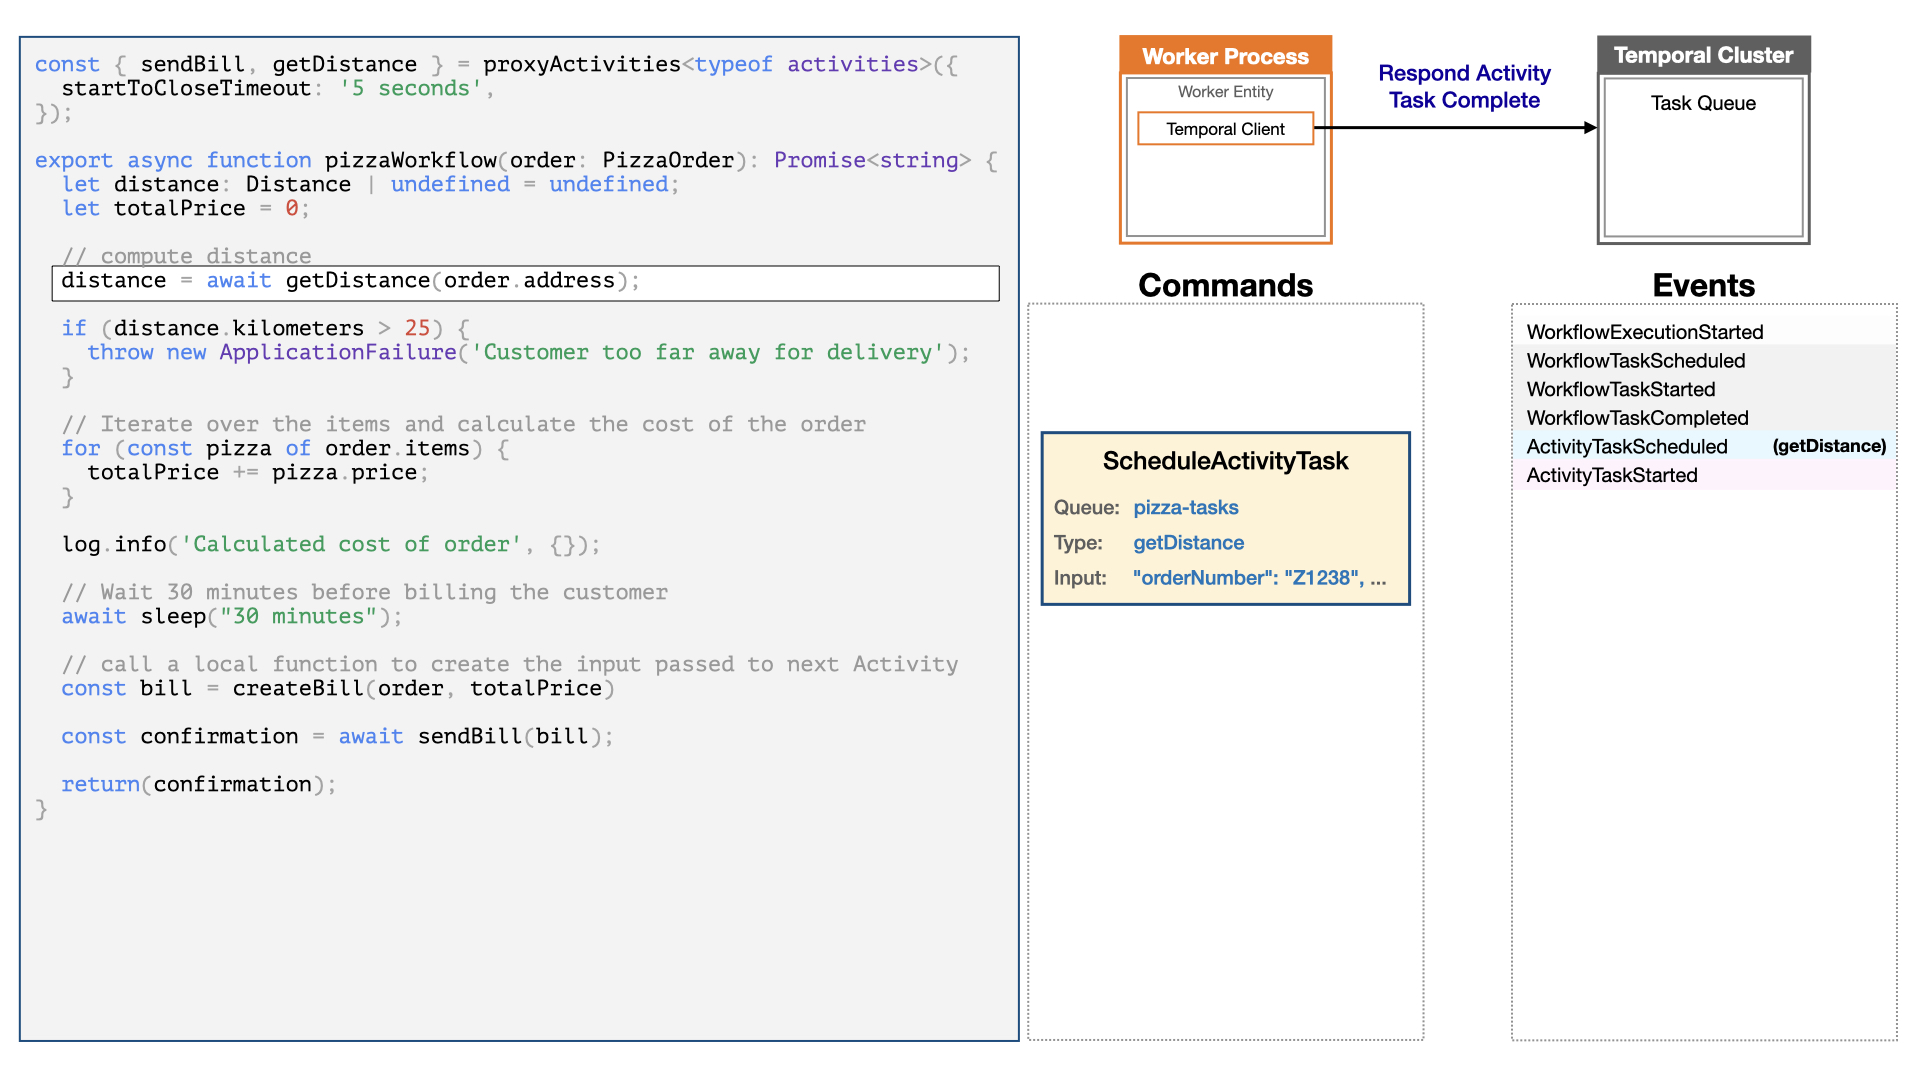 const { sendBill, getDistance } = proxyActivities<typeof activities>({
  startToCloseTimeout: '5 seconds',
});
export async function pizzaWorkflow(order: PizzaOrder): Promise<string> {
  let distance: Distance | undefined = undefined;
  let totalPrice = 0;
  // compute distance
  distance = await getDistance(order.address);
  if (distance.kilometers > 25) {
    throw new ApplicationFailure('Customer too far away for delivery');
  }
  // Iterate over the items and calculate the cost of the order
  for (const pizza of order.items) {
    totalPrice += pizza.price;
  }
  log.info('Calculated cost of order', {});
  // Wait 30 minutes before billing the customer
  await sleep("30 minutes");
  // call a local function to create the input passed to next Activity
  const bill = createBill(order, totalPrice)
  const confirmation = await sendBill(bill);
  return(confirmation);
}
Worker Process
Worker Entity
Temporal Client
Respond Activity
Task Complete
Temporal Cluster
Task Queue
Commands
ScheduleActivityTask
Queue: pizza-tasks
Type: getDistance
Input: "orderNumber": "Z1238", ...
Events
WorkflowExecutionStarted
WorkflowTaskScheduled
WorkflowTaskStarted
WorkflowTaskCompleted
ActivityTaskScheduled (getDistance)
ActivityTaskStarted